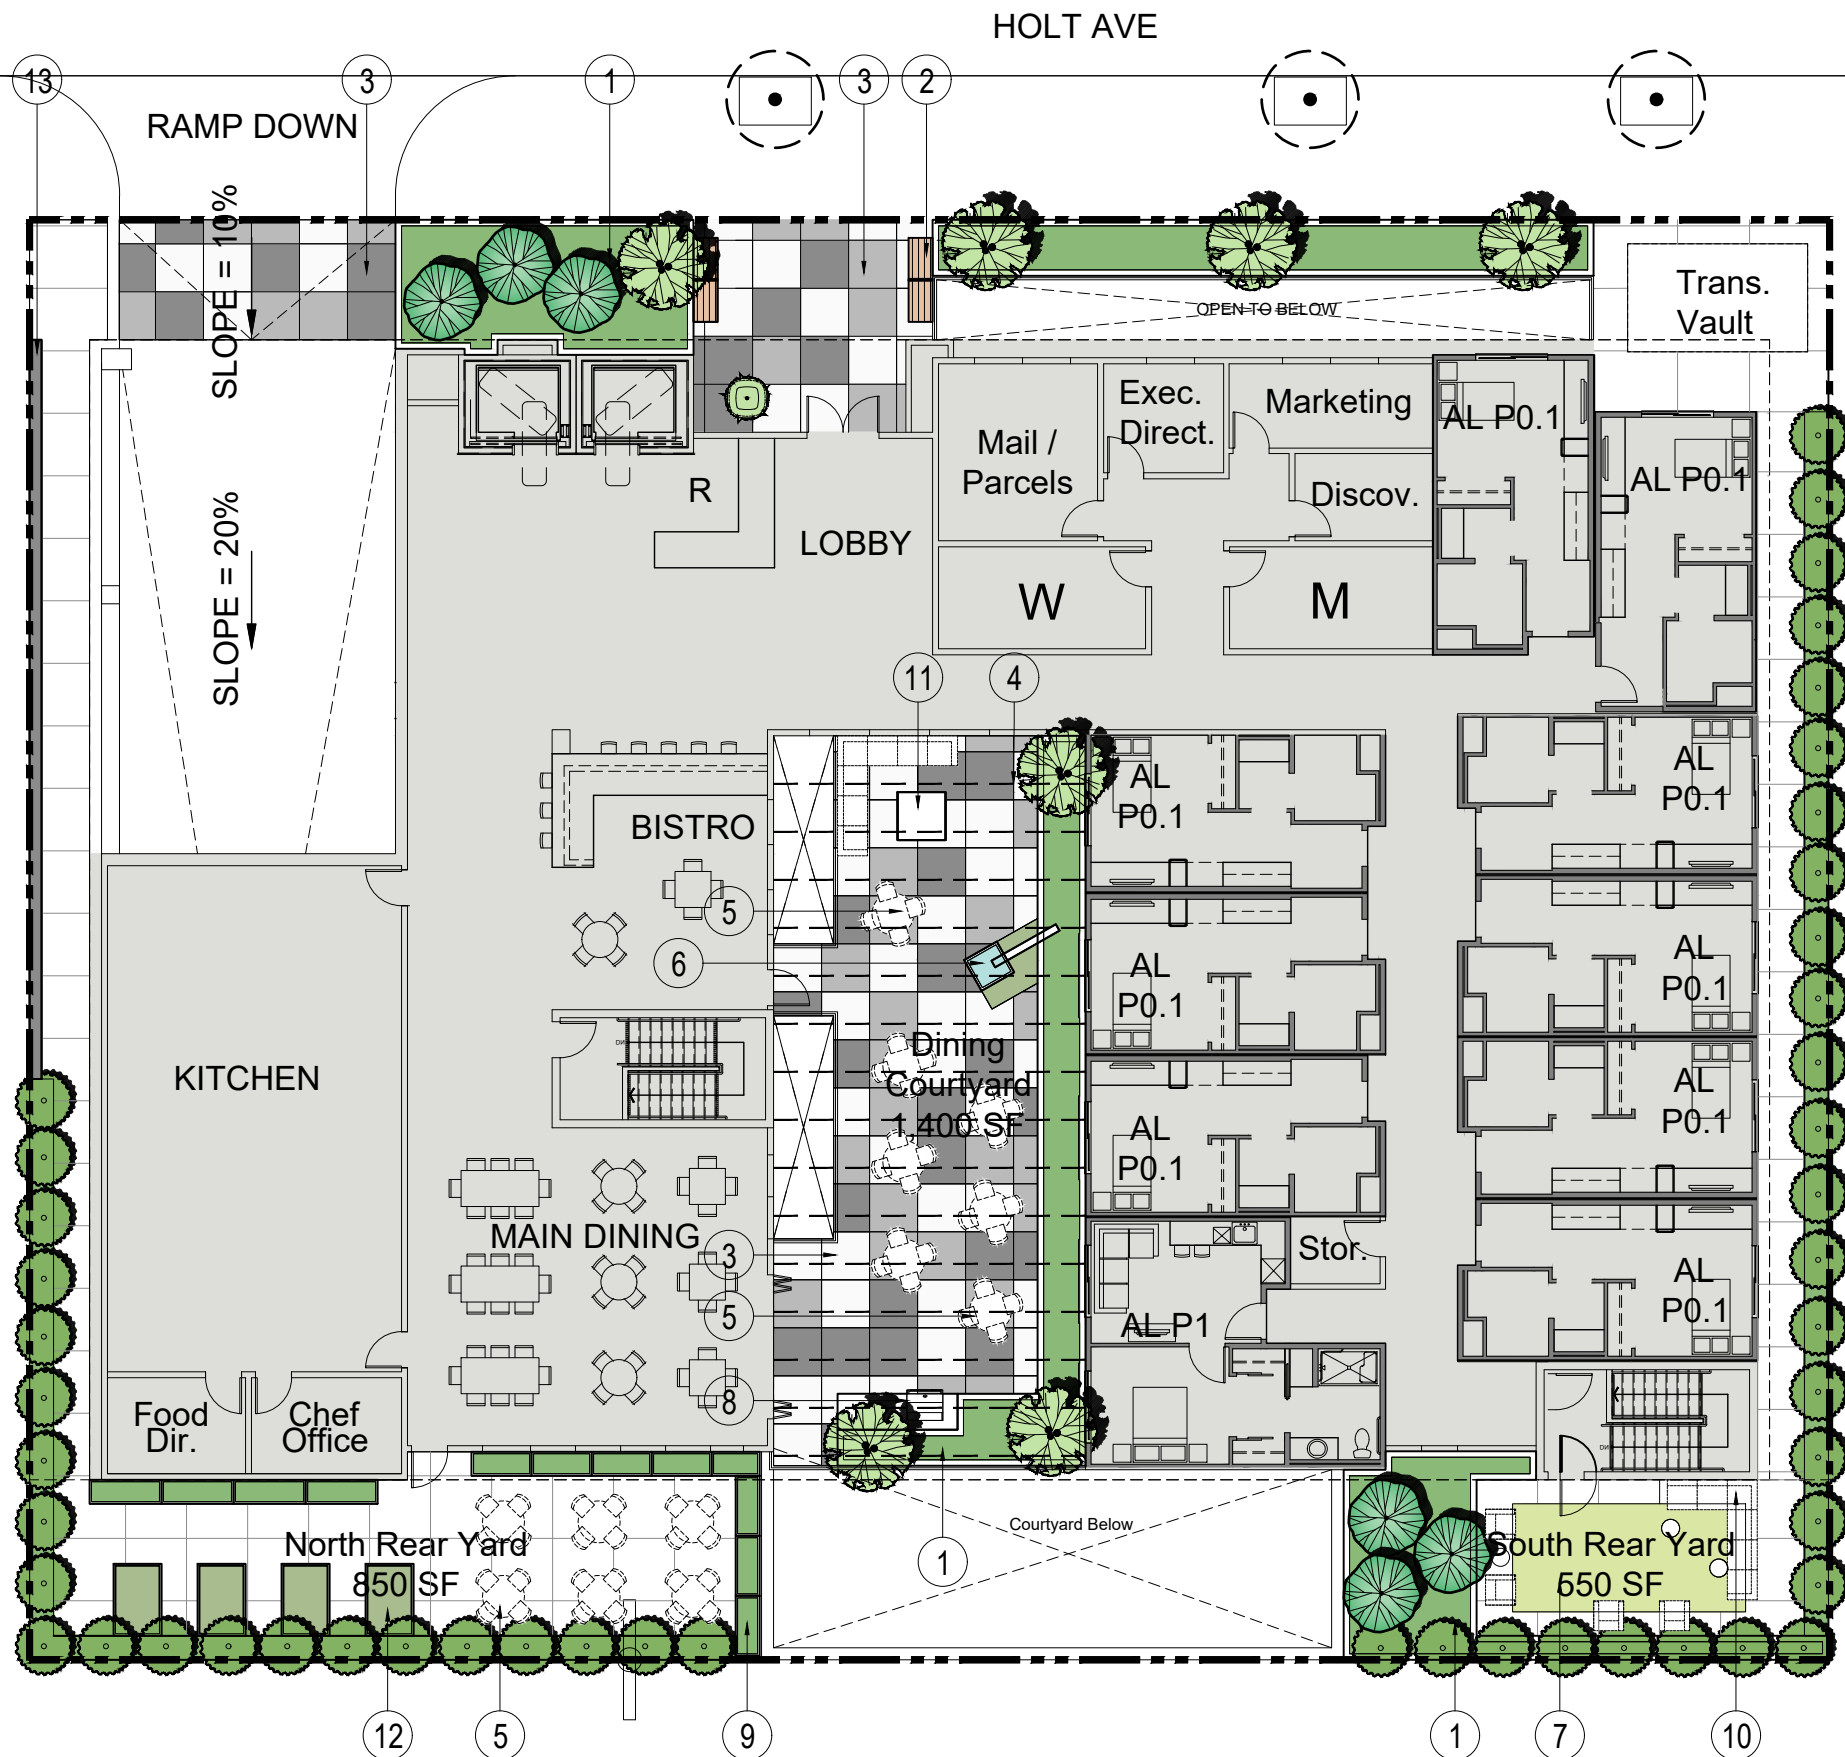 HOLT AVE
13
3
1
3
2
RAMP DOWN
SLOPE = 10%
OPEN TO BELOW
Trans.
Vault
Exec.
Direct.
Marketing
AL P0.1
Mail /
Parcels
R
Discov.
AL P0.1
LOBBY
SLOPE = 20%
W
M
11
4
AL
P0.1
AL
P0.1
BISTRO
5
6
AL
P0.1
AL
P0.1
DN
KITCHEN
Dining
Courtyard
1,400 SF
AL
P0.1
AL
P0.1
MAIN DINING
3
Stor.
5
AL P1
AL
P0.1
8
Food
Dir.
Chef
Office
DN
Courtyard Below
North Rear Yard
850 SF
1
South Rear Yard
550 SF
12
5
9
1
7
10